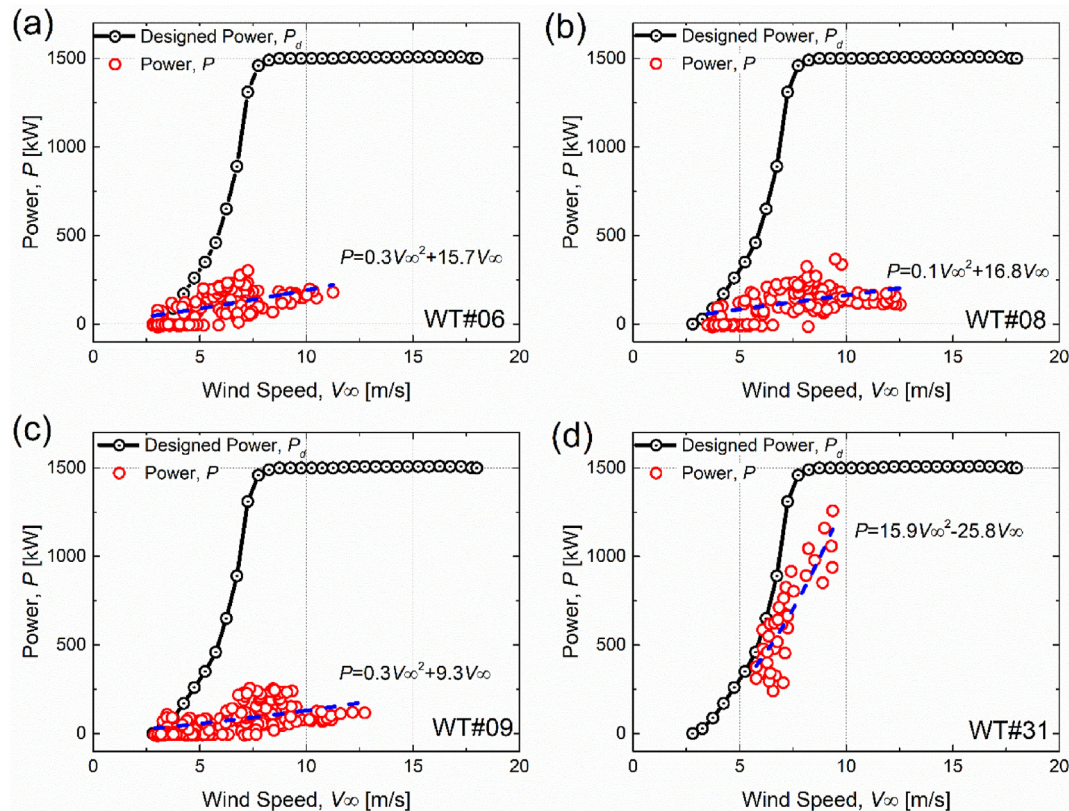 (a)
Designed Power, P_d
Power, P
1500
1000
500
0
Power, P [kW]
P=0.3V∞²+15.7V∞
WT#06
0 5 10 15 20
Wind Speed, V∞ [m/s]
(b)
Designed Power, P_d
Power, P
1500
1000
500
0
Power, P [kW]
P=0.1V∞²+16.8V∞
WT#08
0 5 10 15 20
Wind Speed, V∞ [m/s]
(c)
Designed Power, P_d
Power, P
1500
1000
500
0
Power, P [kW]
P=0.3V∞²+9.3V∞
WT#09
0 5 10 15 20
Wind Speed, V∞ [m/s]
(d)
Designed Power, P_d
Power, P
1500
1000
500
0
Power, P [kW]
P=15.9V∞²-25.8V∞
WT#31
0 5 10 15 20
Wind Speed, V∞ [m/s]